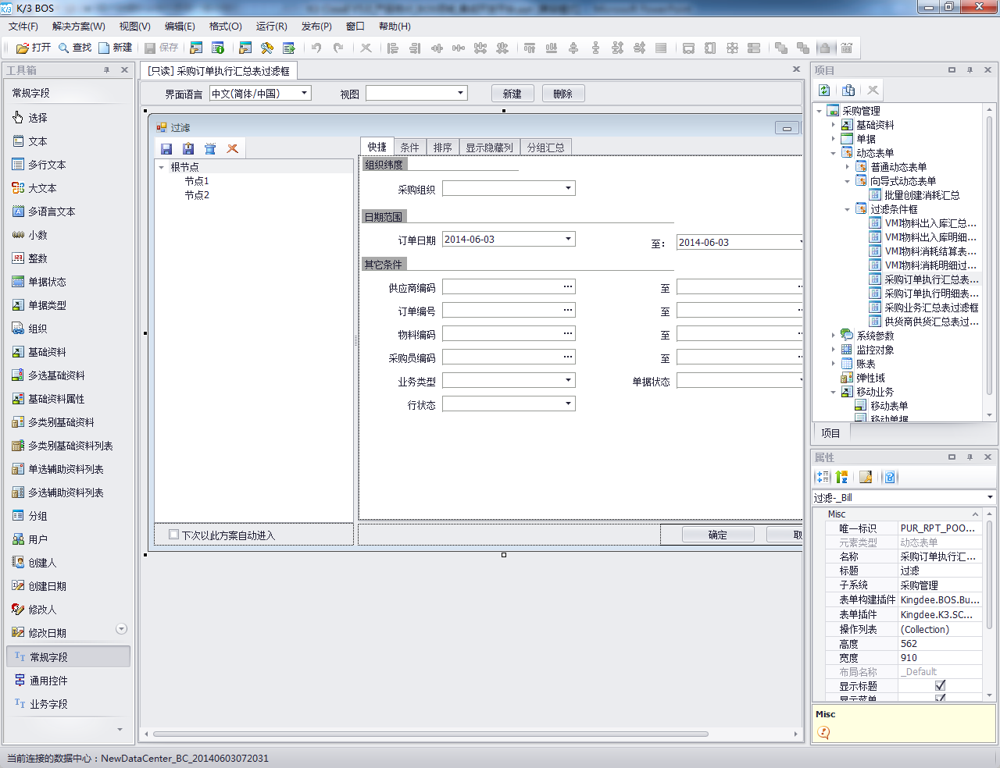 K/3 BOS
文件(F) 解决方案(W) 视图(V) 编辑(E) 格式(O) 运行(R) 发布(P) 窗口 帮助(H)
打开 查找 新建 保存
工具箱
常规字段
选择
文本
多行文本
大文本
多语言文本
小数
整数
单据状态
单据类型
组织
基础资料
多选基础资料
基础资料属性
多类别基础资料
多类别基础资料列表
单选辅助资料列表
多选辅助资料列表
分组
用户
创建人
创建日期
修改人
修改日期
常规字段
通用控件
业务字段
[只读] 采购订单执行汇总表过滤框
界面语言 中文(简体/中国) 视图 新建 删除
过滤
根节点
节点1
节点2
快捷 条件 排序 显示隐藏列 分组汇总
组织纬度
采购组织
日期范围
订单日期 2014-06-03 至： 2014-06-03
其它条件
供应商编码 ... 至
订单编号 ... 至
物料编码 ... 至
采购员编码 ... 至
业务类型 单据状态
行状态
下次以此方案自动进入
确定 取
项目
采购管理
基础资料
单据
动态表单
普通动态表单
向导式动态表单
批量创建消耗汇总
过滤条件框
VMI物料出入库汇总...
VMI物料出入库明细...
VMI物料消耗结算表...
VMI物料消耗明细过...
采购订单执行汇总表...
采购订单执行明细表...
采购业务汇总表过滤框
供货商供货汇总表过...
系统参数
监控对象
账表
弹性域
移动业务
移动表单
移动单据
项目
属性
过滤-_Bill
Misc
唯一标识 PUR_RPT_POO...
元素类型 动态表单
名称 采购订单执行汇...
标题 过滤
子系统 采购管理
表单构建插件 Kingdee.BOS.Bu...
表单插件 Kingdee.K3.SC...
操作列表 (Collection)
高度 562
宽度 910
布局名称 _Default
显示标题
显示菜单
Misc
当前连接的数据中心：NewDataCenter_BC_20140603072031